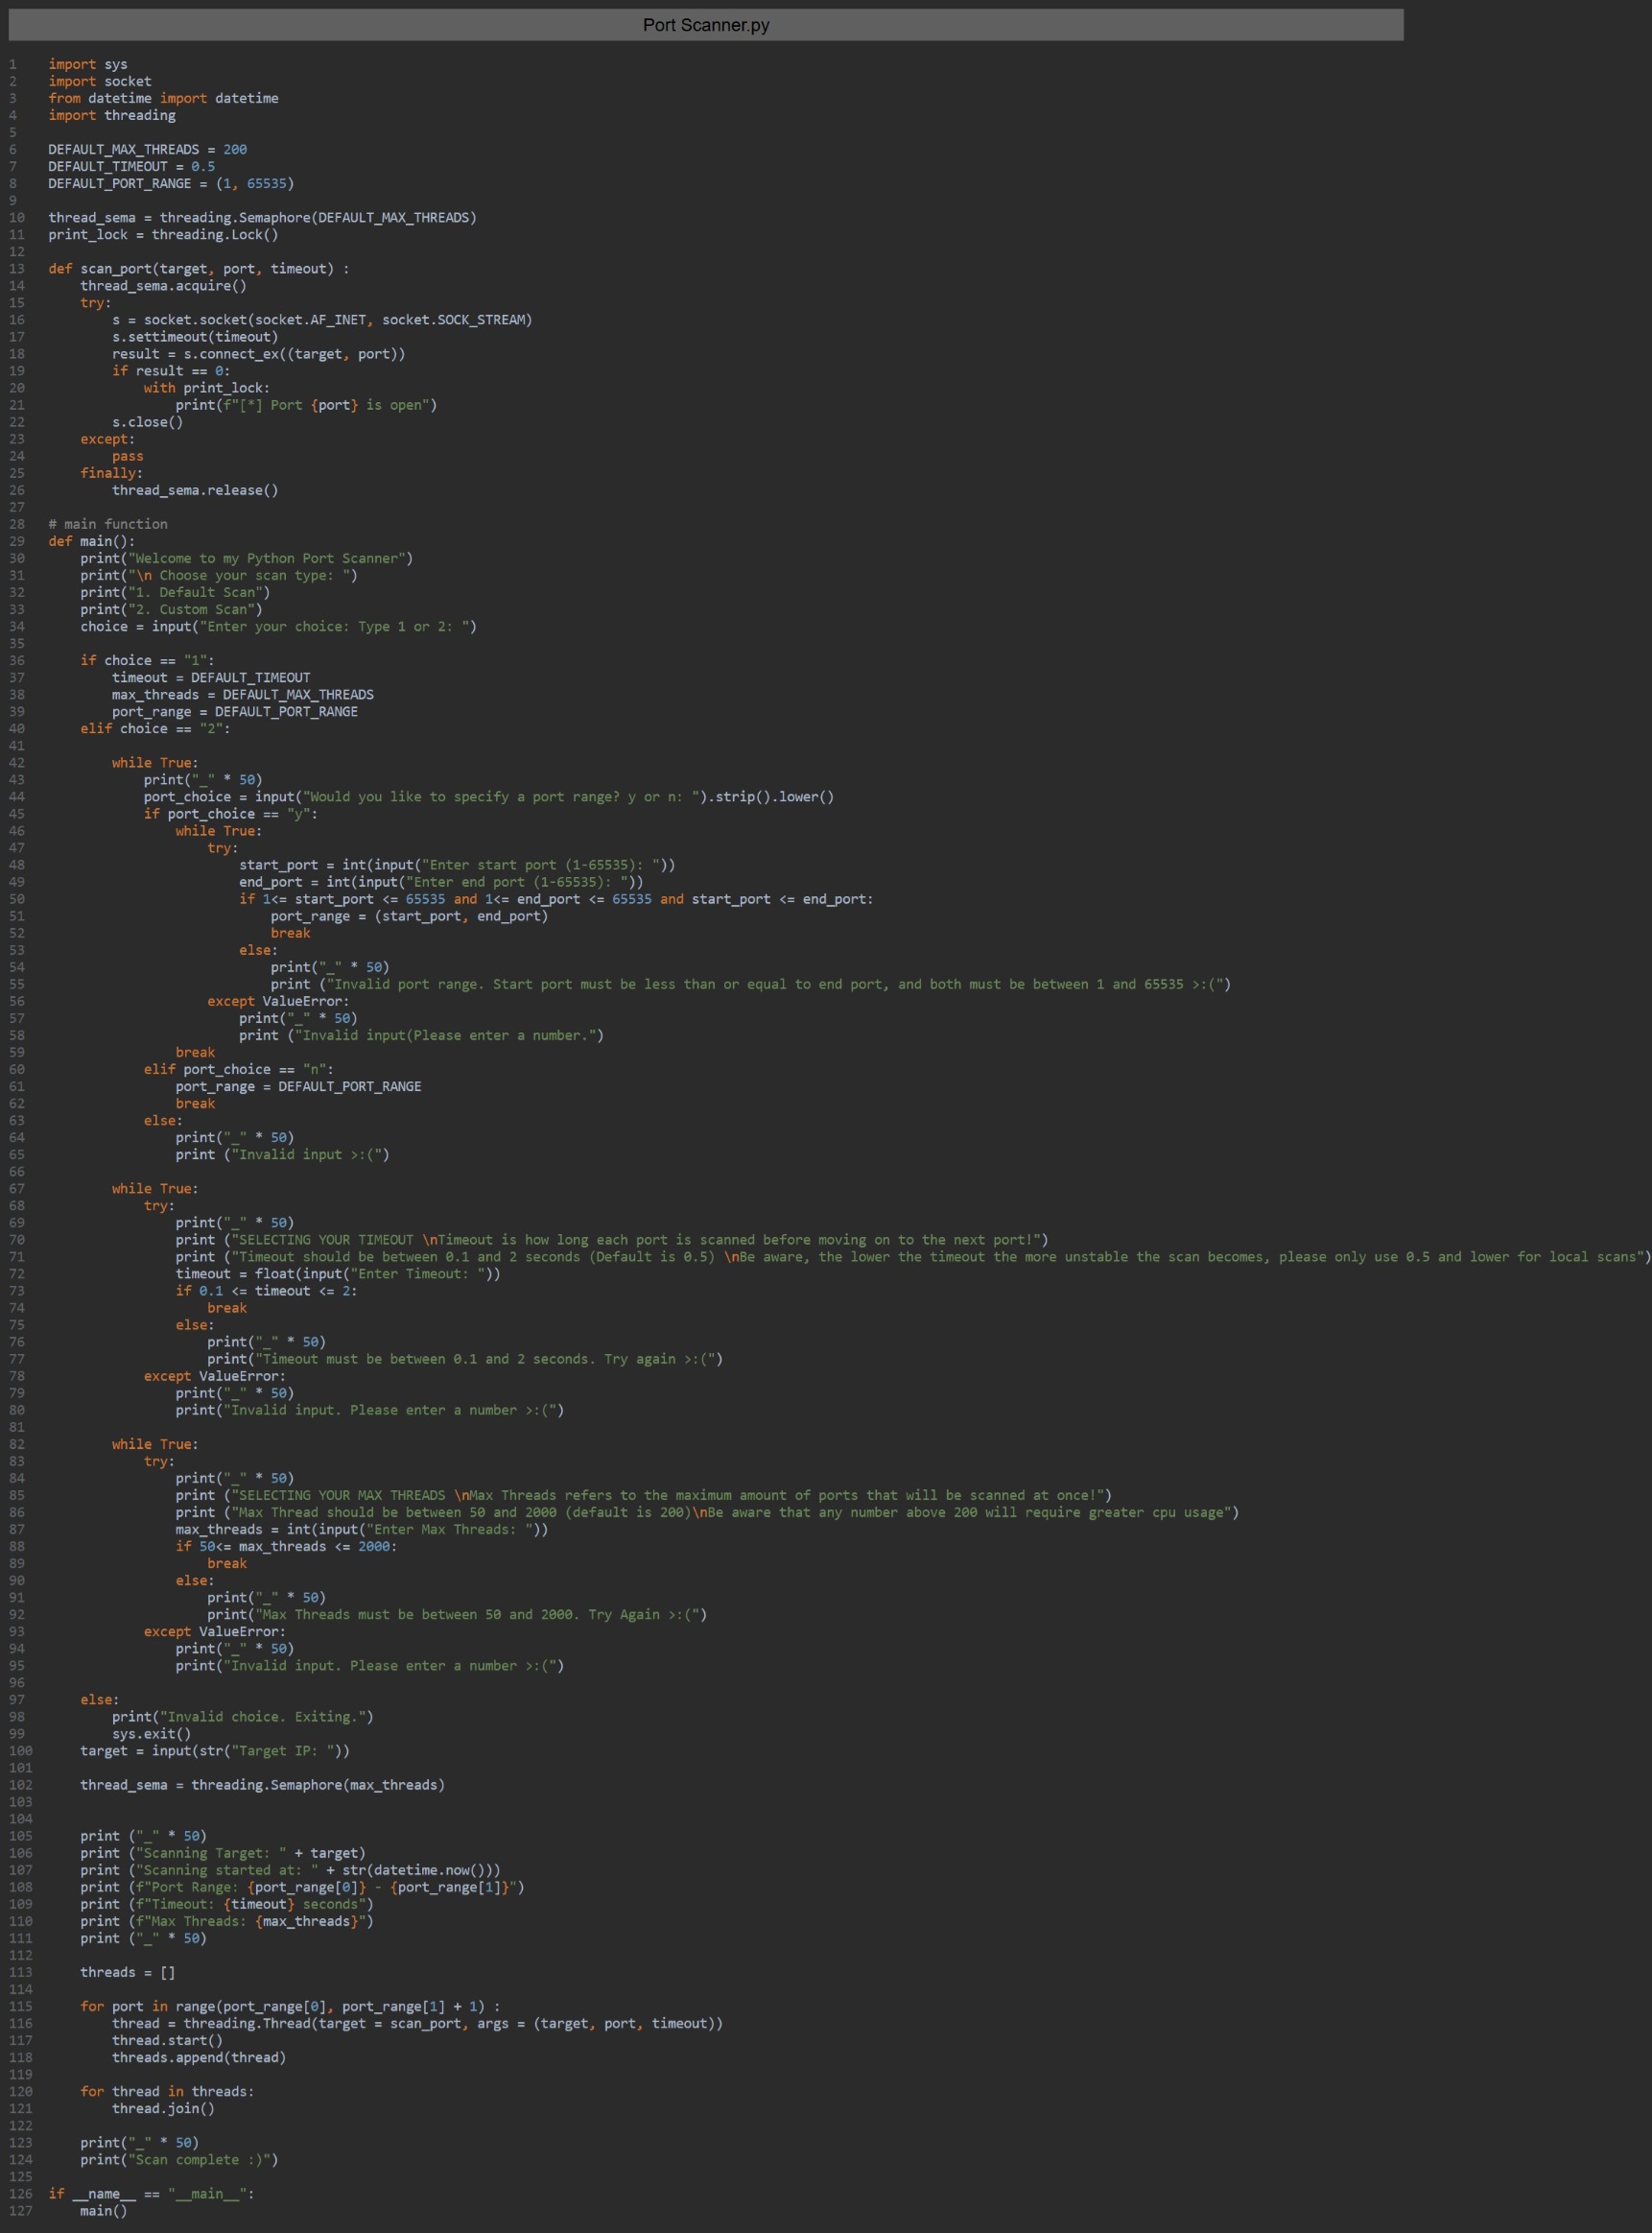 Port Scanner.py
1 import sys
2 import socket
3 from datetime import datetime
4 import threading
5
6 DEFAULT_MAX_THREADS = 200
7 DEFAULT_TIMEOUT = 0.5
8 DEFAULT_PORT_RANGE = (1, 65535)
9
10 thread_sema = threading.Semaphore(DEFAULT_MAX_THREADS)
11 print_lock = threading.Lock()
12
13 def scan_port(target, port, timeout) :
14     thread_sema.acquire()
15     try:
16         s = socket.socket(socket.AF_INET, socket.SOCK_STREAM)
17         s.settimeout(timeout)
18         result = s.connect_ex((target, port))
19         if result == 0:
20             with print_lock:
21                 print(f"[*] Port {port} is open")
22         s.close()
23     except:
24         pass
25     finally:
26         thread_sema.release()
27
28 # main function
29 def main():
30     print("Welcome to my Python Port Scanner")
31     print("\n Choose your scan type: ")
32     print("1. Default Scan")
33     print("2. Custom Scan")
34     choice = input("Enter your choice: Type 1 or 2: ")
35
36     if choice == "1":
37         timeout = DEFAULT_TIMEOUT
38         max_threads = DEFAULT_MAX_THREADS
39         port_range = DEFAULT_PORT_RANGE
40     elif choice == "2":
41
42         while True:
43             print("_" * 50)
44             port_choice = input("Would you like to specify a port range? y or n: ").strip().lower()
45             if port_choice == "y":
46                 while True:
47                     try:
48                         start_port = int(input("Enter start port (1-65535): "))
49                         end_port = int(input("Enter end port (1-65535): "))
50                         if 1<= start_port <= 65535 and 1<= end_port <= 65535 and start_port <= end_port:
51                             port_range = (start_port, end_port)
52                             break
53                         else:
54                             print("_" * 50)
55                             print ("Invalid port range. Start port must be less than or equal to end port, and both must be between 1 and 65535 >:(")
56                     except ValueError:
57                         print("_" * 50)
58                         print ("Invalid input(Please enter a number.")
59                 break
60             elif port_choice == "n":
61                 port_range = DEFAULT_PORT_RANGE
62                 break
63             else:
64                 print("_" * 50)
65                 print ("Invalid input >:(")
66
67         while True:
68             try:
69                 print("_" * 50)
70                 print ("SELECTING YOUR TIMEOUT \nTimeout is how long each port is scanned before moving on to the next port!")
71                 print ("Timeout should be between 0.1 and 2 seconds (Default is 0.5) \nBe aware, the lower the timeout the more unstable the scan becomes, please only use 0.5 and lower for local scans")
72                 timeout = float(input("Enter Timeout: "))
73                 if 0.1 <= timeout <= 2:
74                     break
75                 else:
76                     print("_" * 50)
77                     print("Timeout must be between 0.1 and 2 seconds. Try again >:(")
78             except ValueError:
79                 print("_" * 50)
80                 print("Invalid input. Please enter a number >:(")
81
82         while True:
83             try:
84                 print("_" * 50)
85                 print ("SELECTING YOUR MAX THREADS \nMax Threads refers to the maximum amount of ports that will be scanned at once!")
86                 print ("Max Thread should be between 50 and 2000 (default is 200)\nBe aware that any number above 200 will require greater cpu usage")
87                 max_threads = int(input("Enter Max Threads: "))
88                 if 50<= max_threads <= 2000:
89                     break
90                 else:
91                     print("_" * 50)
92                     print("Max Threads must be between 50 and 2000. Try Again >:(")
93             except ValueError:
94                 print("_" * 50)
95                 print("Invalid input. Please enter a number >:(")
96
97     else:
98         print("Invalid choice. Exiting.")
99         sys.exit()
100     target = input(str("Target IP: "))
101
102     thread_sema = threading.Semaphore(max_threads)
103
104
105     print ("_" * 50)
106     print ("Scanning Target: " + target)
107     print ("Scanning started at: " + str(datetime.now()))
108     print (f"Port Range: {port_range[0]} - {port_range[1]}")
109     print (f"Timeout: {timeout} seconds")
110     print (f"Max Threads: {max_threads}")
111     print ("_" * 50)
112
113     threads = []
114
115     for port in range(port_range[0], port_range[1] + 1) :
116         thread = threading.Thread(target = scan_port, args = (target, port, timeout))
117         thread.start()
118         threads.append(thread)
119
120     for thread in threads:
121         thread.join()
122
123     print("_" * 50)
124     print("Scan complete :)")
125
126 if __name__ == "__main__":
127     main()